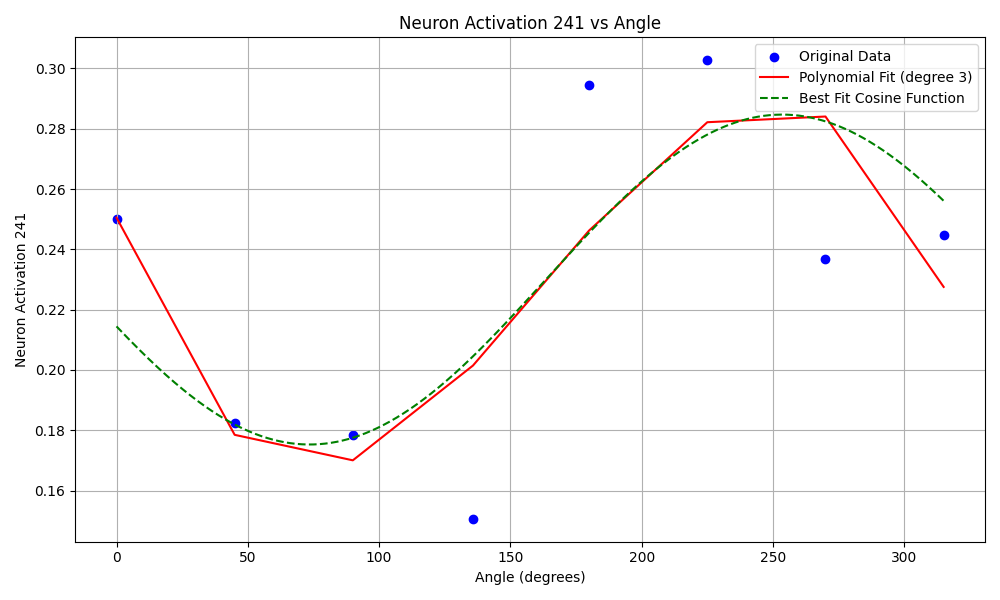 Neuron Activation 241 vs Angle
Original Data
Polynomial Fit (degree 3)
Best Fit Cosine Function
Neuron Activation 241
0.30
0.28
0.26
0.24
0.22
0.20
0.18
0.16
0
50
100
150
200
250
300
Angle (degrees)